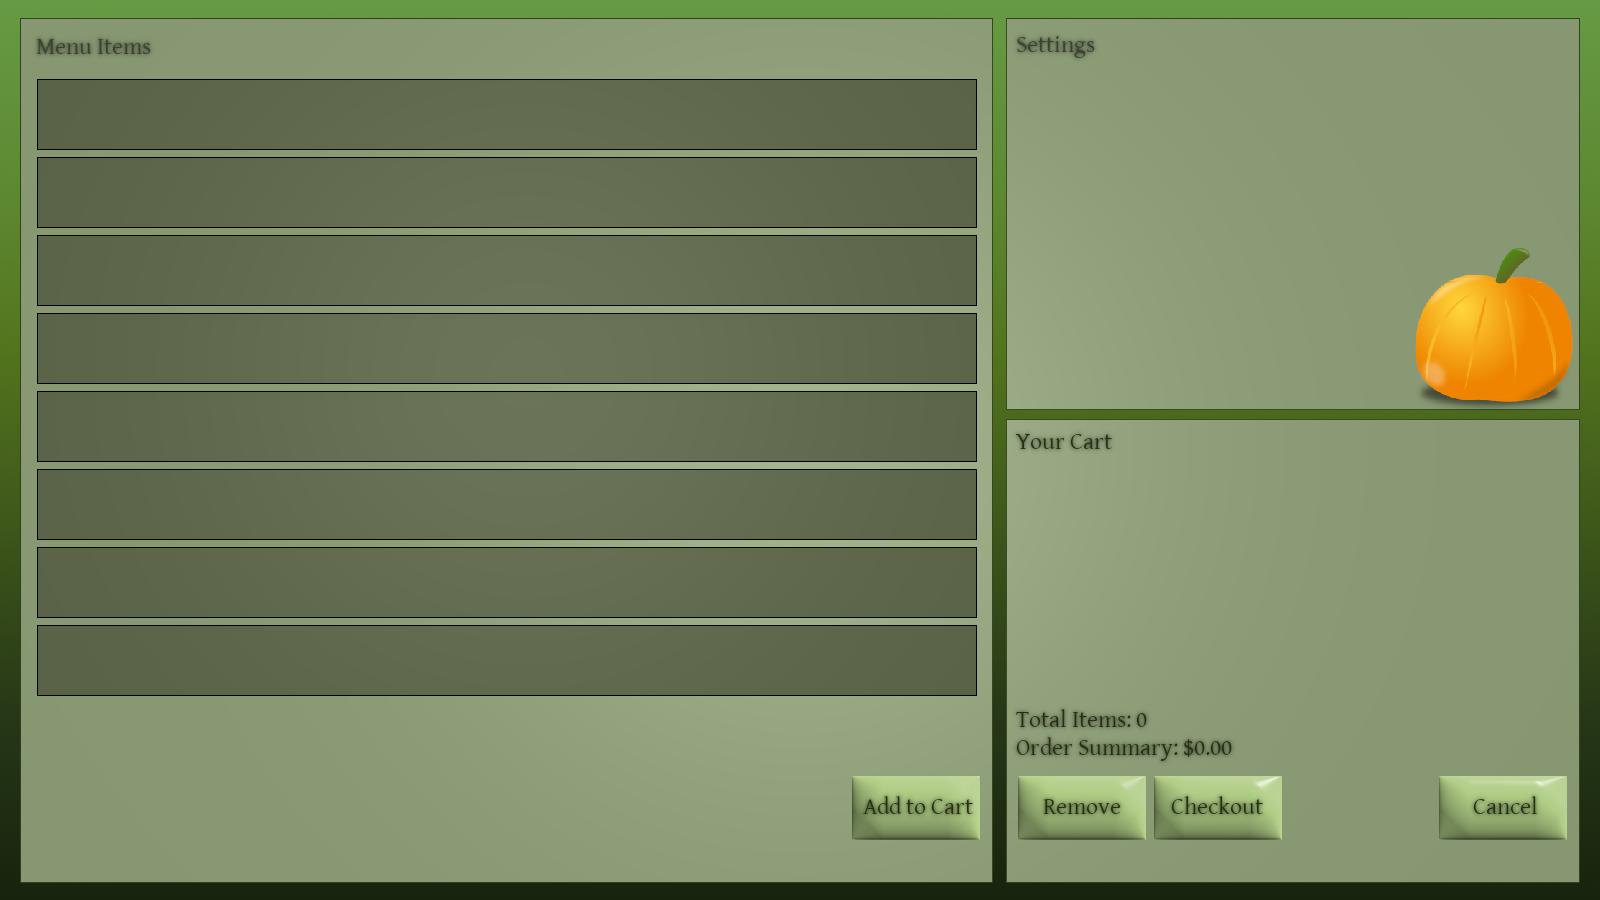 Menu Items
Add to Cart
Settings
Your Cart
Total Items: 0
Order Summary: $0.00
Remove
Checkout
Cancel